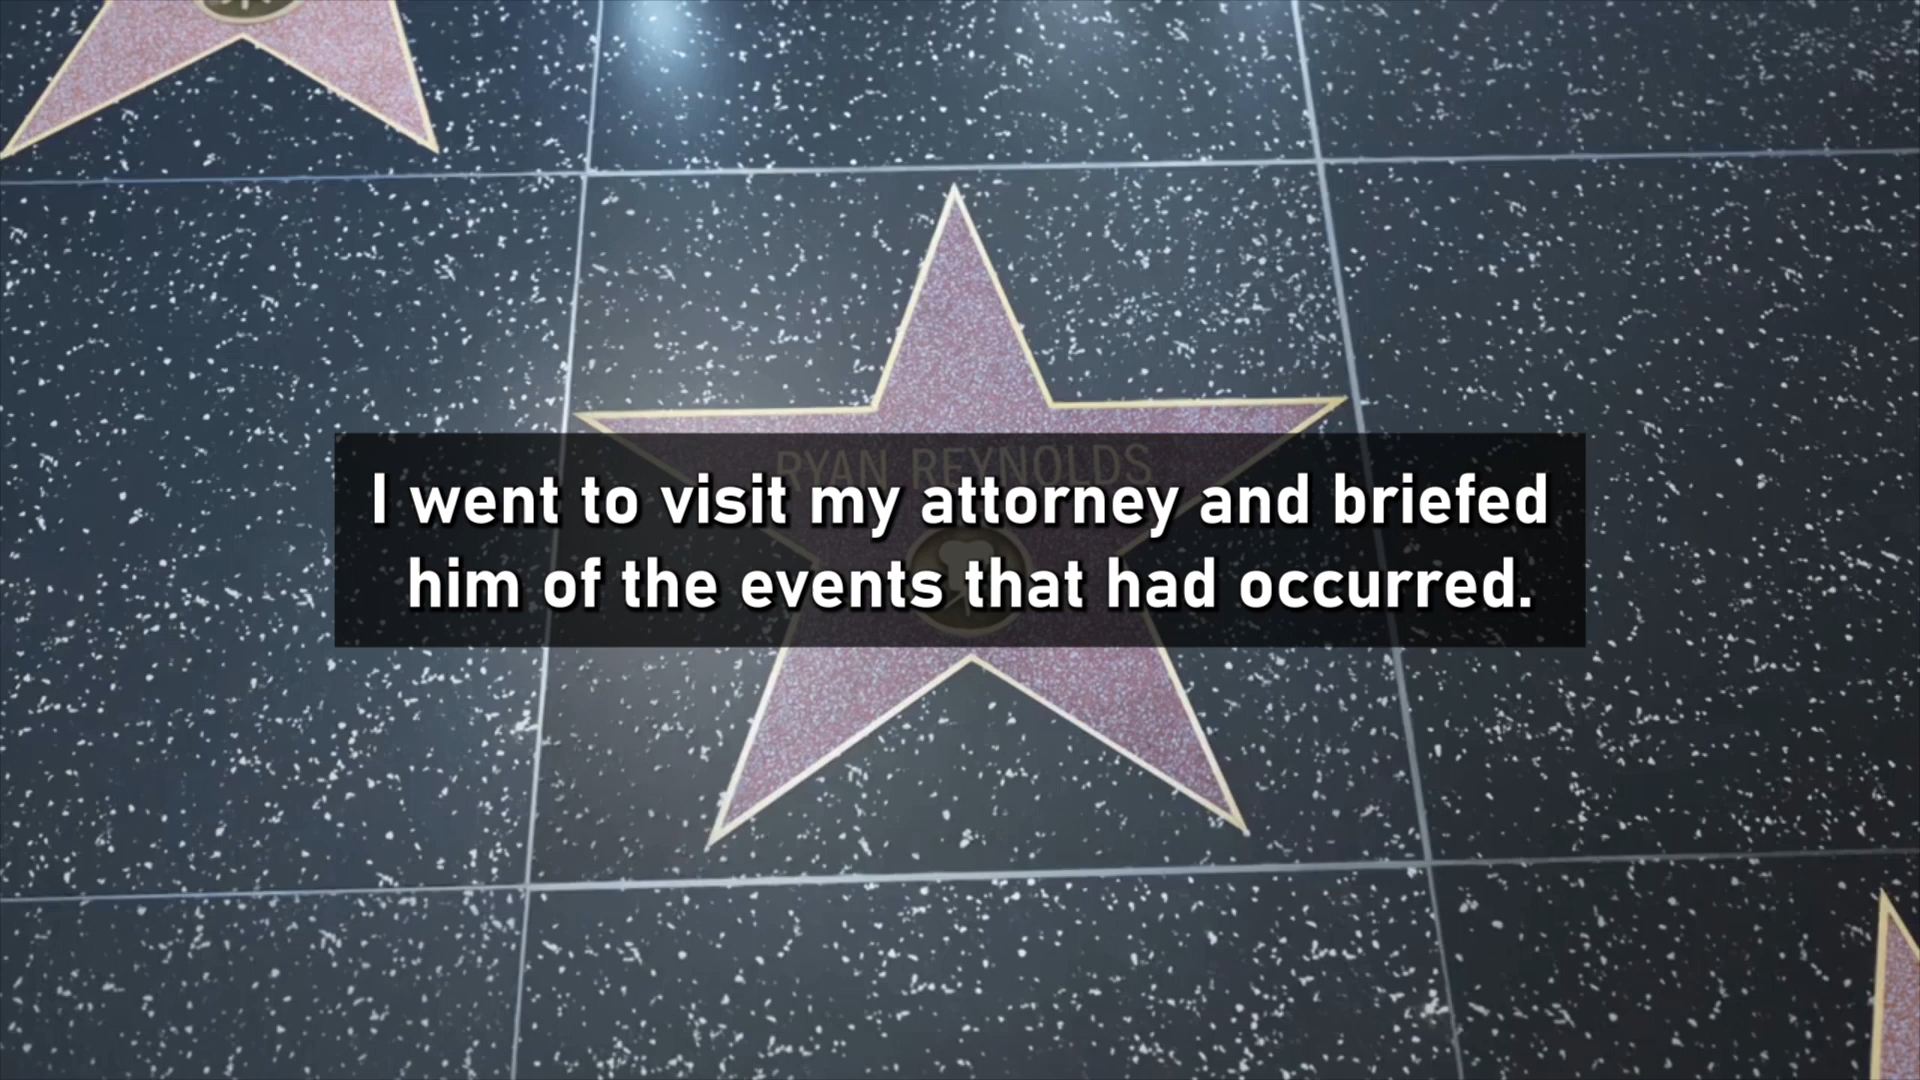 RYAN REYNOLDS
I went to visit my attorney and briefed
him of the events that had occurred.